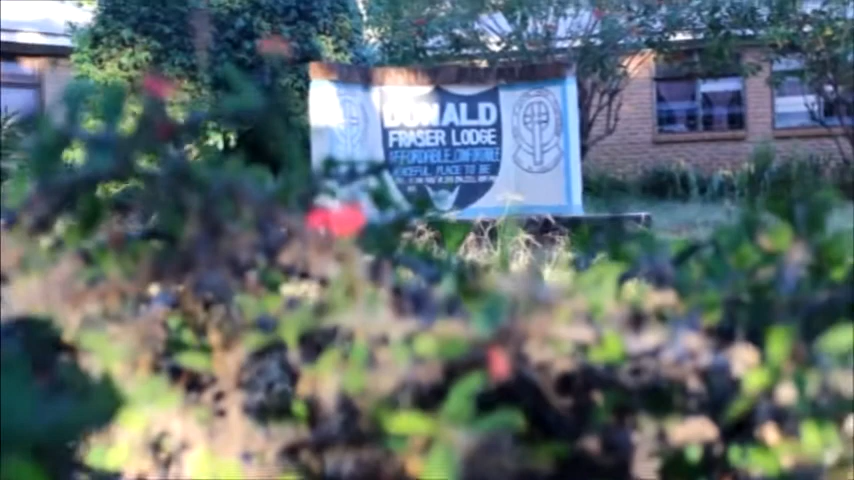 DONALD
FRASER LODGE
AFFORDABLE, COMFORTABLE
PEACEFUL PLACE TO BE